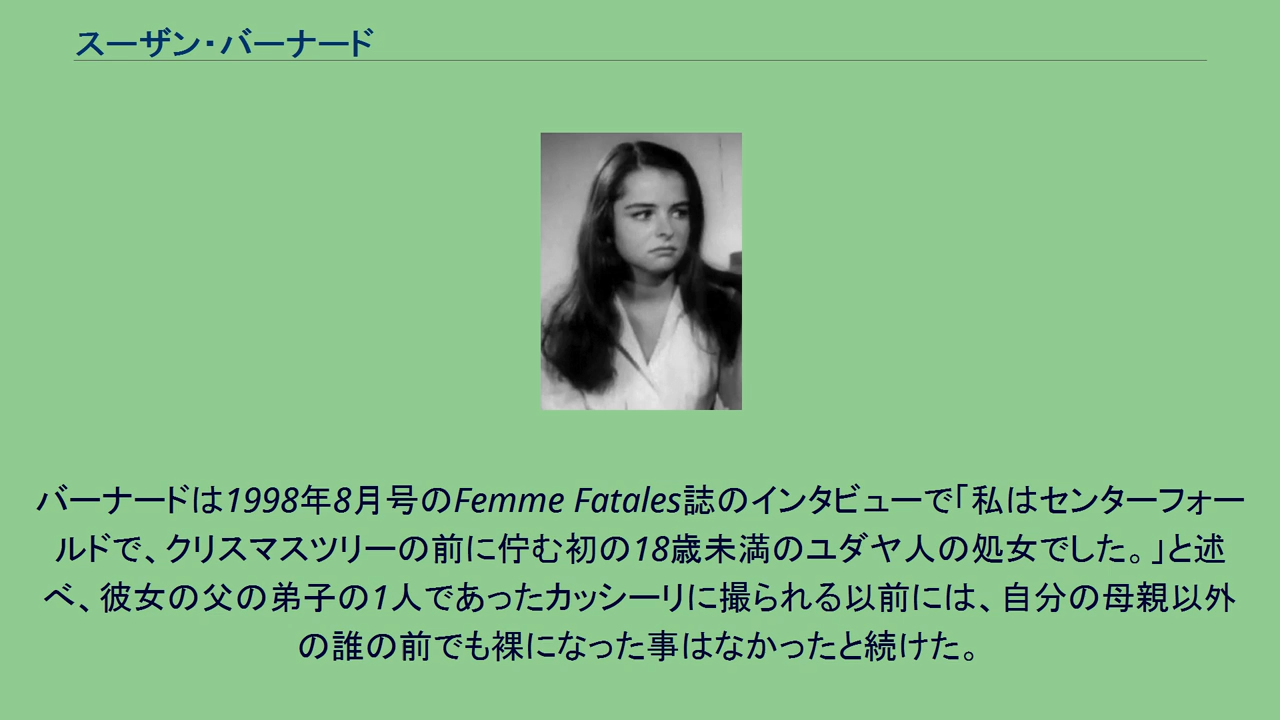 スーザン・バーナード
バーナードは1998年8月号のFemme Fatales誌のインタビューで「私はセンターフォー
ルドで、クリスマスツリーの前に佇む初の18歳未満のユダヤ人の処女でした。」と述
べ、彼女の父の弟子の1人であったカッシーリに撮られる以前には、自分の母親以外
の誰の前でも裸になった事はなかったと続けた。